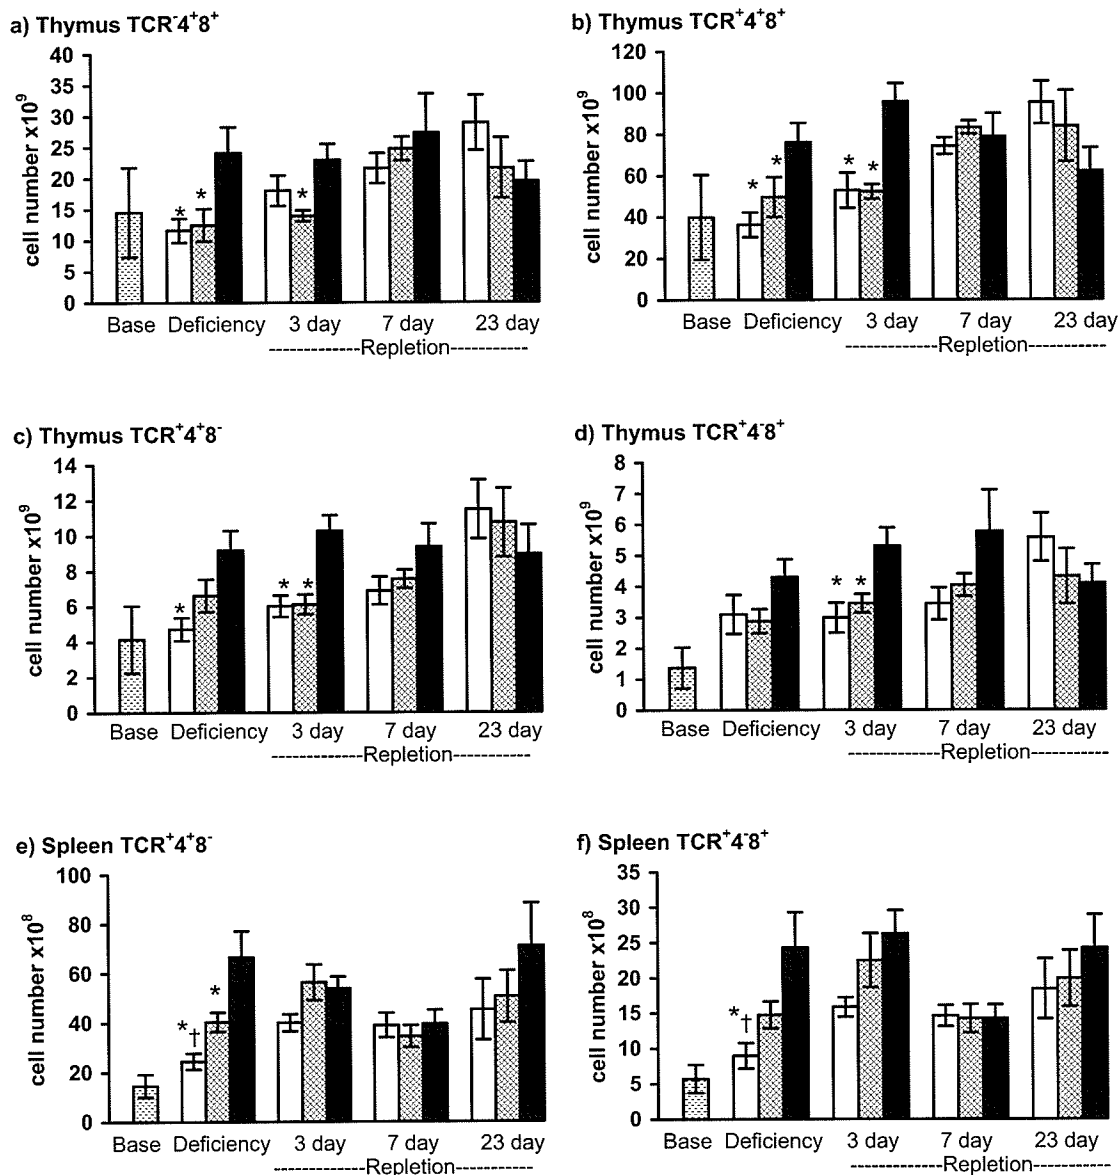 a) Thymus TCR⁻4⁺8⁺
cell number x10⁹
40
35
30
25
20
15
10
5
0
* * *
Base Deficiency 3 day 7 day 23 day
-------------Repletion-----------
b) Thymus TCR⁺4⁺8⁺
cell number x10⁹
120
100
80
60
40
20
0
* * * *
Base Deficiency 3 day 7 day 23 day
-------------Repletion-----------
c) Thymus TCR⁺4⁺8⁻
cell number x10⁹
14
12
10
8
6
4
2
0
* * *
Base Deficiency 3 day 7 day 23 day
-------------Repletion-----------
d) Thymus TCR⁺4⁻8⁺
cell number x10⁹
8
7
6
5
4
3
2
1
0
* *
Base Deficiency 3 day 7 day 23 day
-------------Repletion-----------
e) Spleen TCR⁺4⁺8⁻
cell number x10⁸
100
80
60
40
20
0
*† *
Base Deficiency 3 day 7 day 23 day
-------------Repletion-----------
f) Spleen TCR⁺4⁻8⁺
cell number x10⁸
35
30
25
20
15
10
5
0
*†
Base Deficiency 3 day 7 day 23 day
-------------Repletion-----------